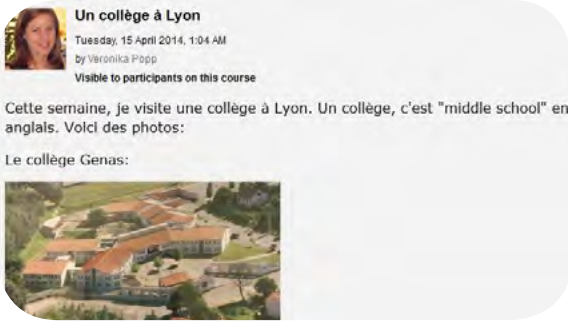 Un collège à Lyon
Tuesday, 15 April 2014, 1:04 AM
by Veronika Popp
Visible to participants on this course
Cette semaine, je visite une collège à Lyon. Un collège, c'est "middle school" en
anglais. Voici des photos:
Le collège Genas: